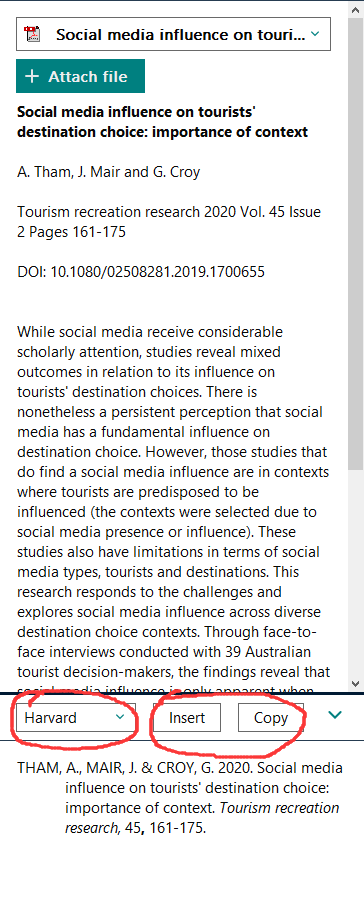 Social media influence on touri...
+ Attach file
Social media influence on tourists'
destination choice: importance of context
A. Tham, J. Mair and G. Croy
Tourism recreation research 2020 Vol. 45 Issue
2 Pages 161-175
DOI: 10.1080/02508281.2019.1700655
While social media receive considerable
scholarly attention, studies reveal mixed
outcomes in relation to its influence on
tourists' destination choices. There is
nonetheless a persistent perception that social
media has a fundamental influence on
destination choice. However, those studies that
do find a social media influence are in contexts
where tourists are predisposed to be
influenced (the contexts were selected due to
social media presence or influence). These
studies also have limitations in terms of social
media types, tourists and destinations. This
research responds to the challenges and
explores social media influence across diverse
destination choice contexts. Through face-to-
face interviews conducted with 39 Australian
tourist decision-makers, the findings reveal that
social media influence is only apparent when
Harvard Insert Copy
THAM, A., MAIR, J. & CROY, G. 2020. Social media
influence on tourists' destination choice:
importance of context. Tourism recreation
research, 45, 161-175.